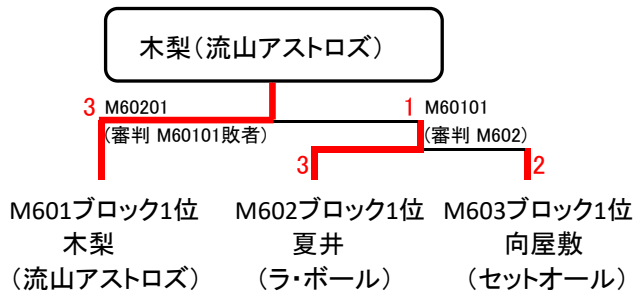 木梨（流山アストロズ）
3 M60201 1 M60101
（審判 M60101敗者） （審判 M602）
3 2
M601ブロック1位 M602ブロック1位 M603ブロック1位
木梨 夏井 向屋敷
（流山アストロズ） （ラ・ボール） （セットオール）